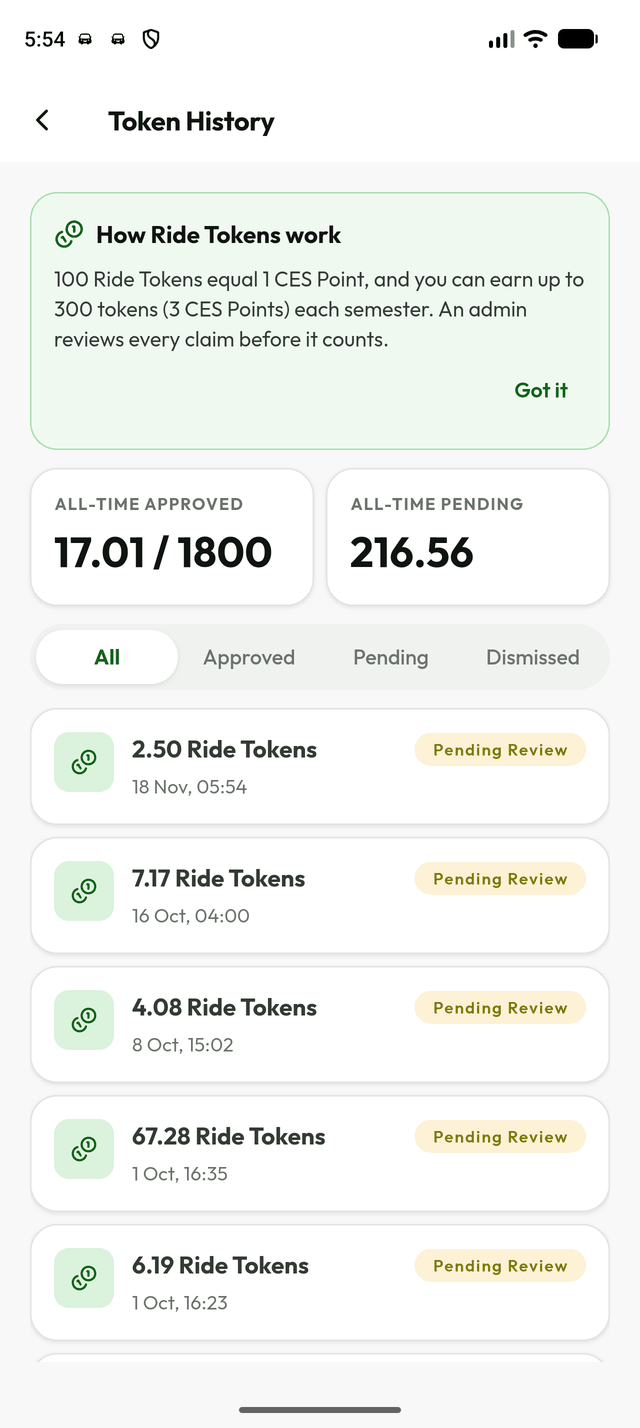 5:54
Token History
How Ride Tokens work
100 Ride Tokens equal 1 CES Point, and you can earn up to
300 tokens (3 CES Points) each semester. An admin
reviews every claim before it counts.
Got it
ALL-TIME APPROVED
17.01 / 1800
ALL-TIME PENDING
216.56
All
Approved
Pending
Dismissed
2.50 Ride Tokens
Pending Review
18 Nov, 05:54
7.17 Ride Tokens
Pending Review
16 Oct, 04:00
4.08 Ride Tokens
Pending Review
8 Oct, 15:02
67.28 Ride Tokens
Pending Review
1 Oct, 16:35
6.19 Ride Tokens
Pending Review
1 Oct, 16:23